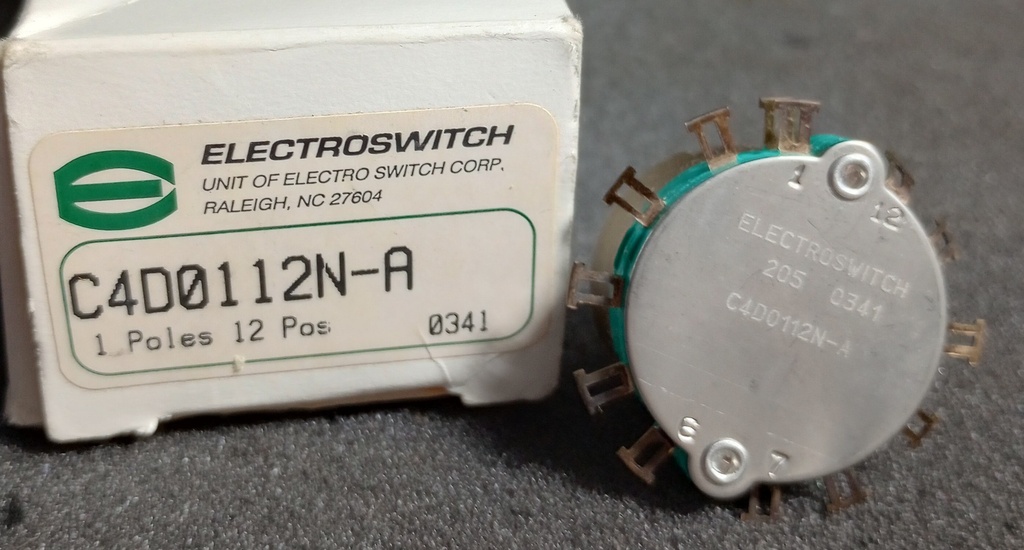 ELECTROSWITCH
UNIT OF ELECTRO SWITCH CORP.
RALEIGH, NC 27604
C4D0112N-A
1 Poles 12 Pos 0341
1
12
ELECTROSWITCH
205 0341
C4D0112N-A
6
7